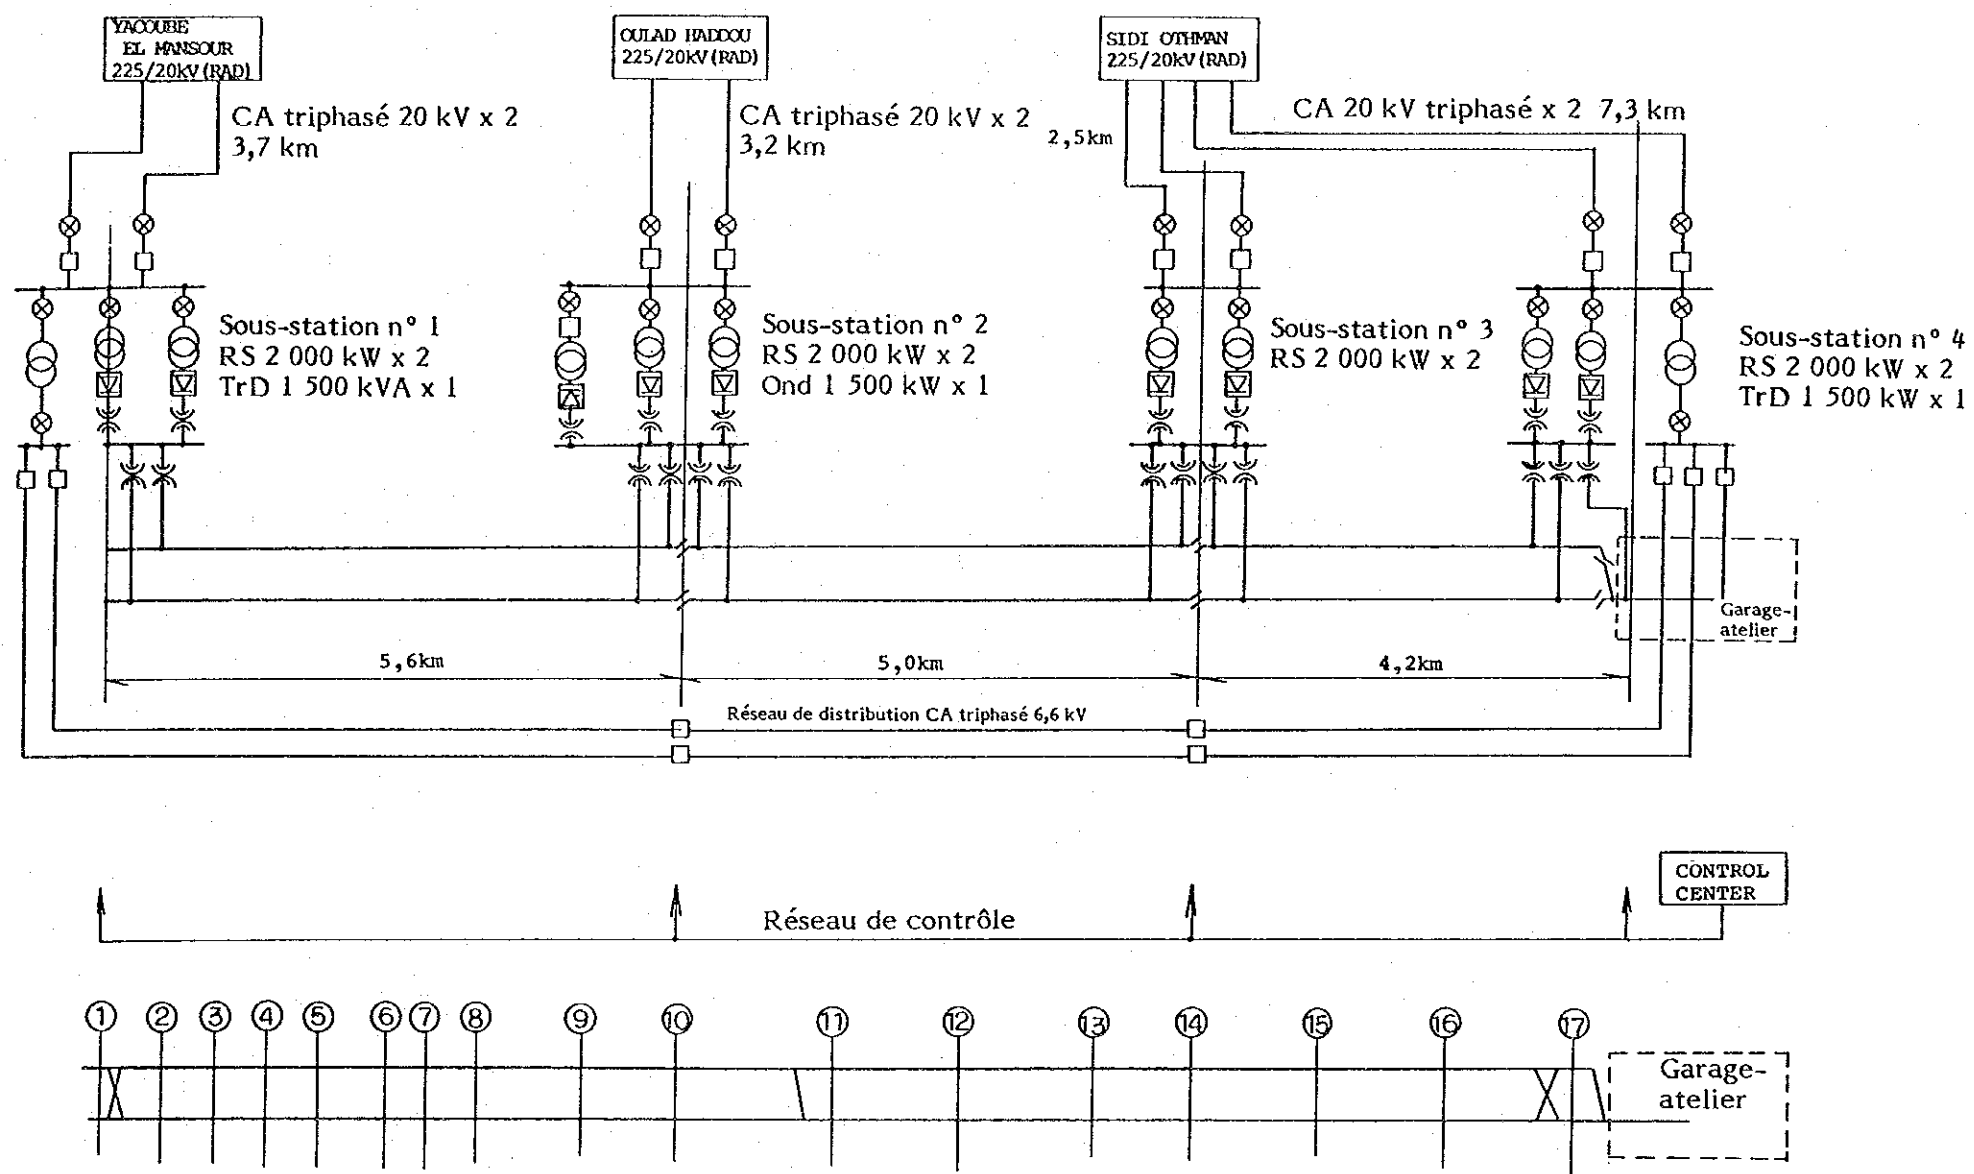 YACOUBE
EL MANSOUR
225/20kV (RAD)
OULAD HADDOU
225/20kV (RAD)
SIDI OTHMAN
225/20kV (RAD)
CA triphasé 20 kV x 2
3,7 km
CA triphasé 20 kV x 2
3,2 km
2,5km
CA 20 kV triphasé x 2 7,3 km
Sous-station n° 1
RS 2 000 kW x 2
TrD 1 500 kVA x 1
Sous-station n° 2
RS 2 000 kW x 2
Ond 1 500 kW x 1
Sous-station n° 3
RS 2 000 kW x 2
Sous-station n° 4
RS 2 000 kW x 2
TrD 1 500 kW x 1
Garage-
atelier
5,6km
5,0km
4,2km
Réseau de distribution CA triphasé 6,6 kV
CONTROL
CENTER
Réseau de contrôle
1 2 3 4 5 6 7 8 9 10 11 12 13 14 15 16 17
Garage-
atelier